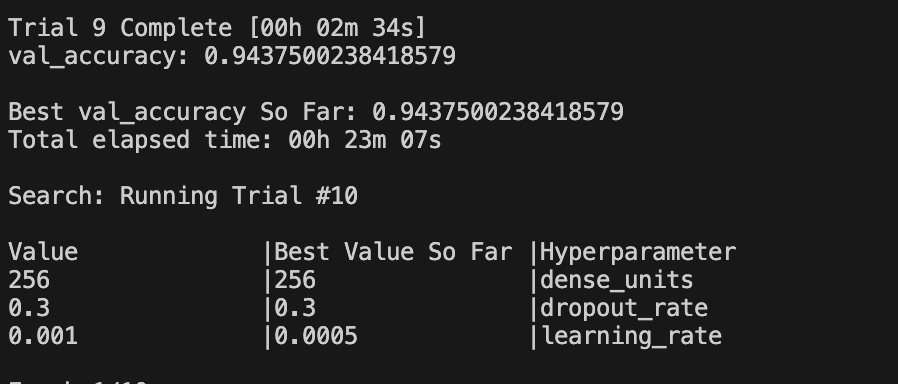 Trial 9 Complete [00h 02m 34s]
val_accuracy: 0.9437500238418579
Best val_accuracy So Far: 0.9437500238418579
Total elapsed time: 00h 23m 07s
Search: Running Trial #10
Value |Best Value So Far |Hyperparameter
256 |256 |dense_units
0.3 |0.3 |dropout_rate
0.001 |0.0005 |learning_rate